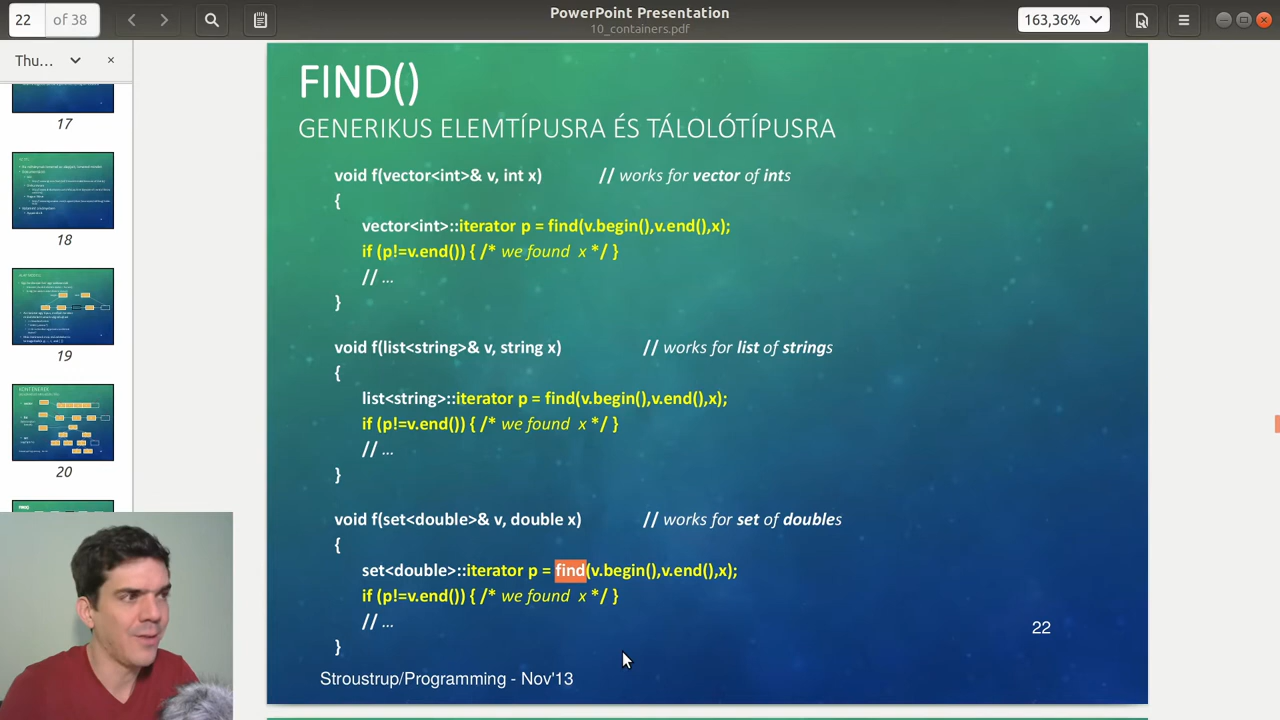 22 of 38
PowerPoint Presentation
10_containers.pdf
163,36%
Thu...
17
18
19
20
FIND()
GENERIKUS ELEMTÍPUSRA ÉS TÁLOLÓTÍPUSRA
void f(vector<int>& v, int x) // works for vector of ints
{
vector<int>::iterator p = find(v.begin(),v.end(),x);
if (p!=v.end()) { /* we found x */ }
// ...
}
void f(list<string>& v, string x) // works for list of strings
{
list<string>::iterator p = find(v.begin(),v.end(),x);
if (p!=v.end()) { /* we found x */ }
// ...
}
void f(set<double>& v, double x) // works for set of doubles
{
set<double>::iterator p = find(v.begin(),v.end(),x);
if (p!=v.end()) { /* we found x */ }
// ...
}
22
Stroustrup/Programming - Nov'13